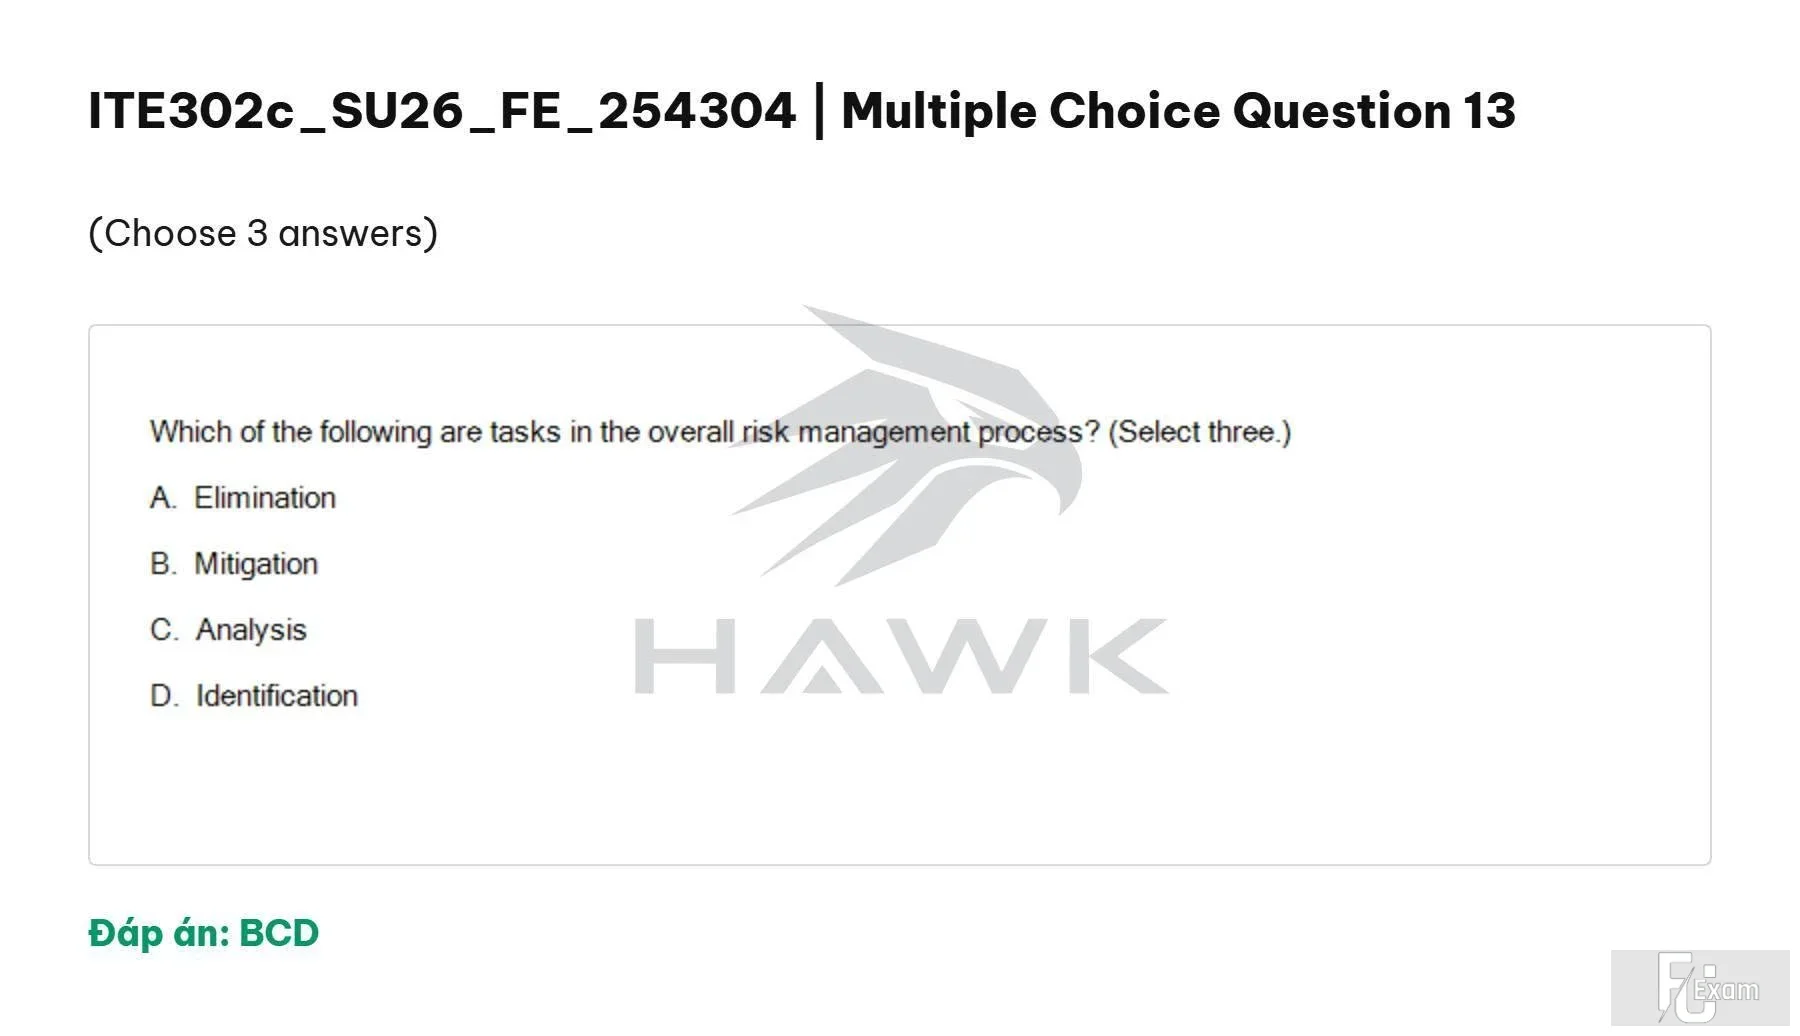 ITE302c_SU26_FE_254304 | Multiple Choice Question 13
(Choose 3 answers)
Which of the following are tasks in the overall risk management process? (Select three.)
A. Elimination
B. Mitigation
C. Analysis
D. Identification
HAWK
Đáp án: BCD
FU Exam